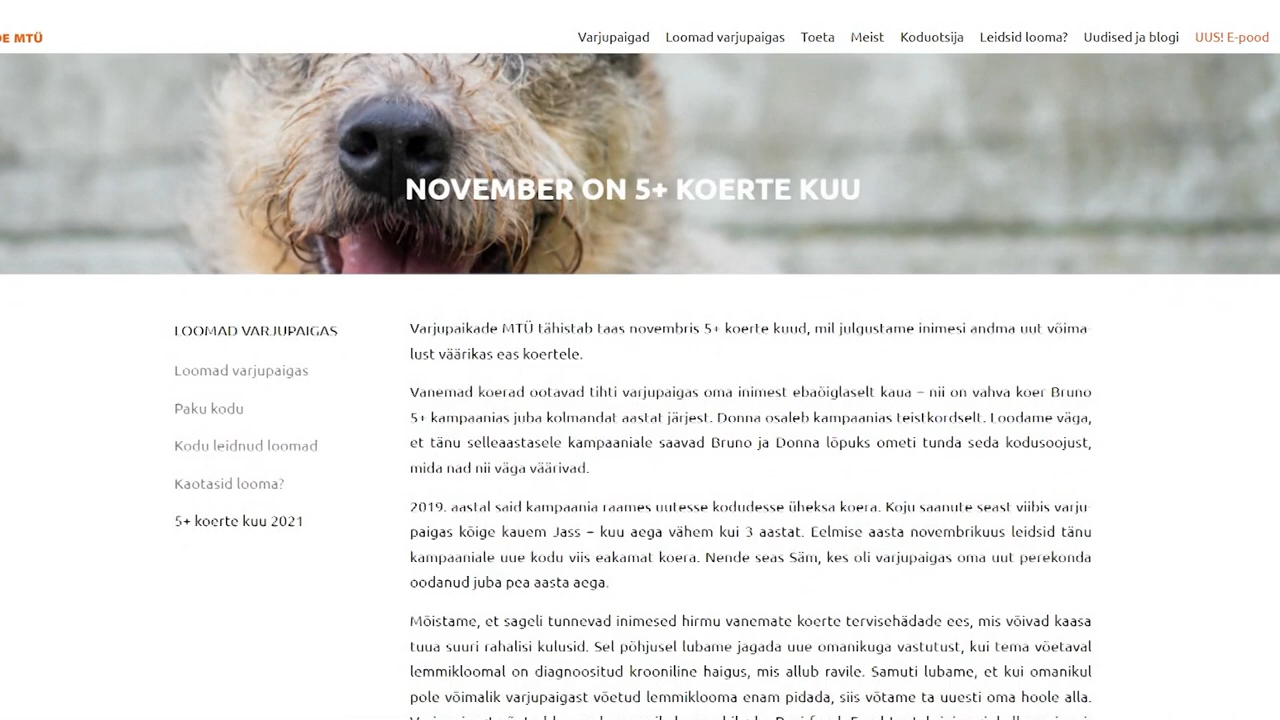 DE MTÜ
Varjupaigad Loomad varjupaigas Toeta Meist Koduotsija Leidsid looma? Uudised ja blogi UUS! E-pood
NOVEMBER ON 5+ KOERTE KUU
LOOMAD VARJUPAIGAS
Loomad varjupaigas
Paku kodu
Kodu leidnud loomad
Kaotasid looma?
5+ koerte kuu 2021
Varjupaikade MTÜ tähistab taas novembris 5+ koerte kuud, mil julgustame inimesi andma uut võima-
lust väärikas eas koertele.
Vanemad koerad ootavad tihti varjupaigas oma inimest ebaõiglaselt kaua – nii on vahva koer Bruno
5+ kampaanias juba kolmandat aastat järjest. Donna osaleb kampaanias teistkordselt. Loodame väga,
et tänu selleaastasele kampaaniale saavad Bruno ja Donna lõpuks ometi tunda seda kodusoojust,
mida nad nii väga väärivad.
2019. aastal said kampaania raames uutesse kodudesse üheksa koera. Koju saanute seast viibis varju-
paigas kõige kauem Jass – kuu aega vähem kui 3 aastat. Eelmise aasta novembrikuus leidsid tänu
kampaaniale uue kodu viis eakamat koera. Nende seas Säm, kes oli varjupaigas oma uut perekonda
oodanud juba pea aasta aega.
Mõistame, et sageli tunnevad inimesed hirmu vanemate koerte tervisehädade ees, mis võivad kaasa
tuua suuri rahalisi kulusid. Sel põhjusel lubame jagada uue omanikuga vastutust, kui tema võetaval
lemmikloomal on diagnoositud krooniline haigus, mis allub ravile. Samuti lubame, et kui omanikul
pole võimalik varjupaigast võetud lemmiklooma enam pidada, siis võtame ta uuesti oma hoole alla.